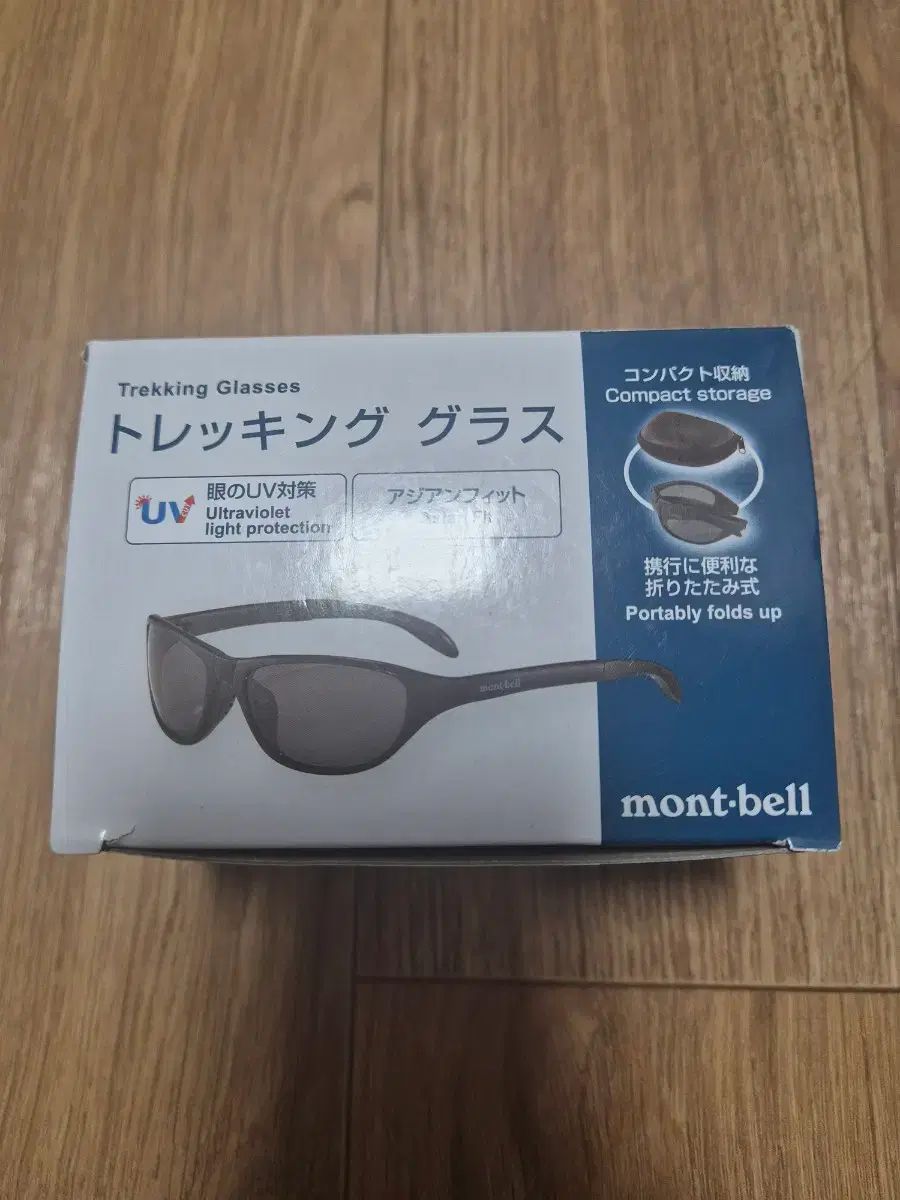 Trekking Glasses
トレッキング グラス
UV
CUT
眼のUV対策
Ultraviolet
light protection
アジアンフィット
コンパクト収納
Compact storage
携行に便利な
折りたたみ式
Portably folds up
mont-bell
mont-bell